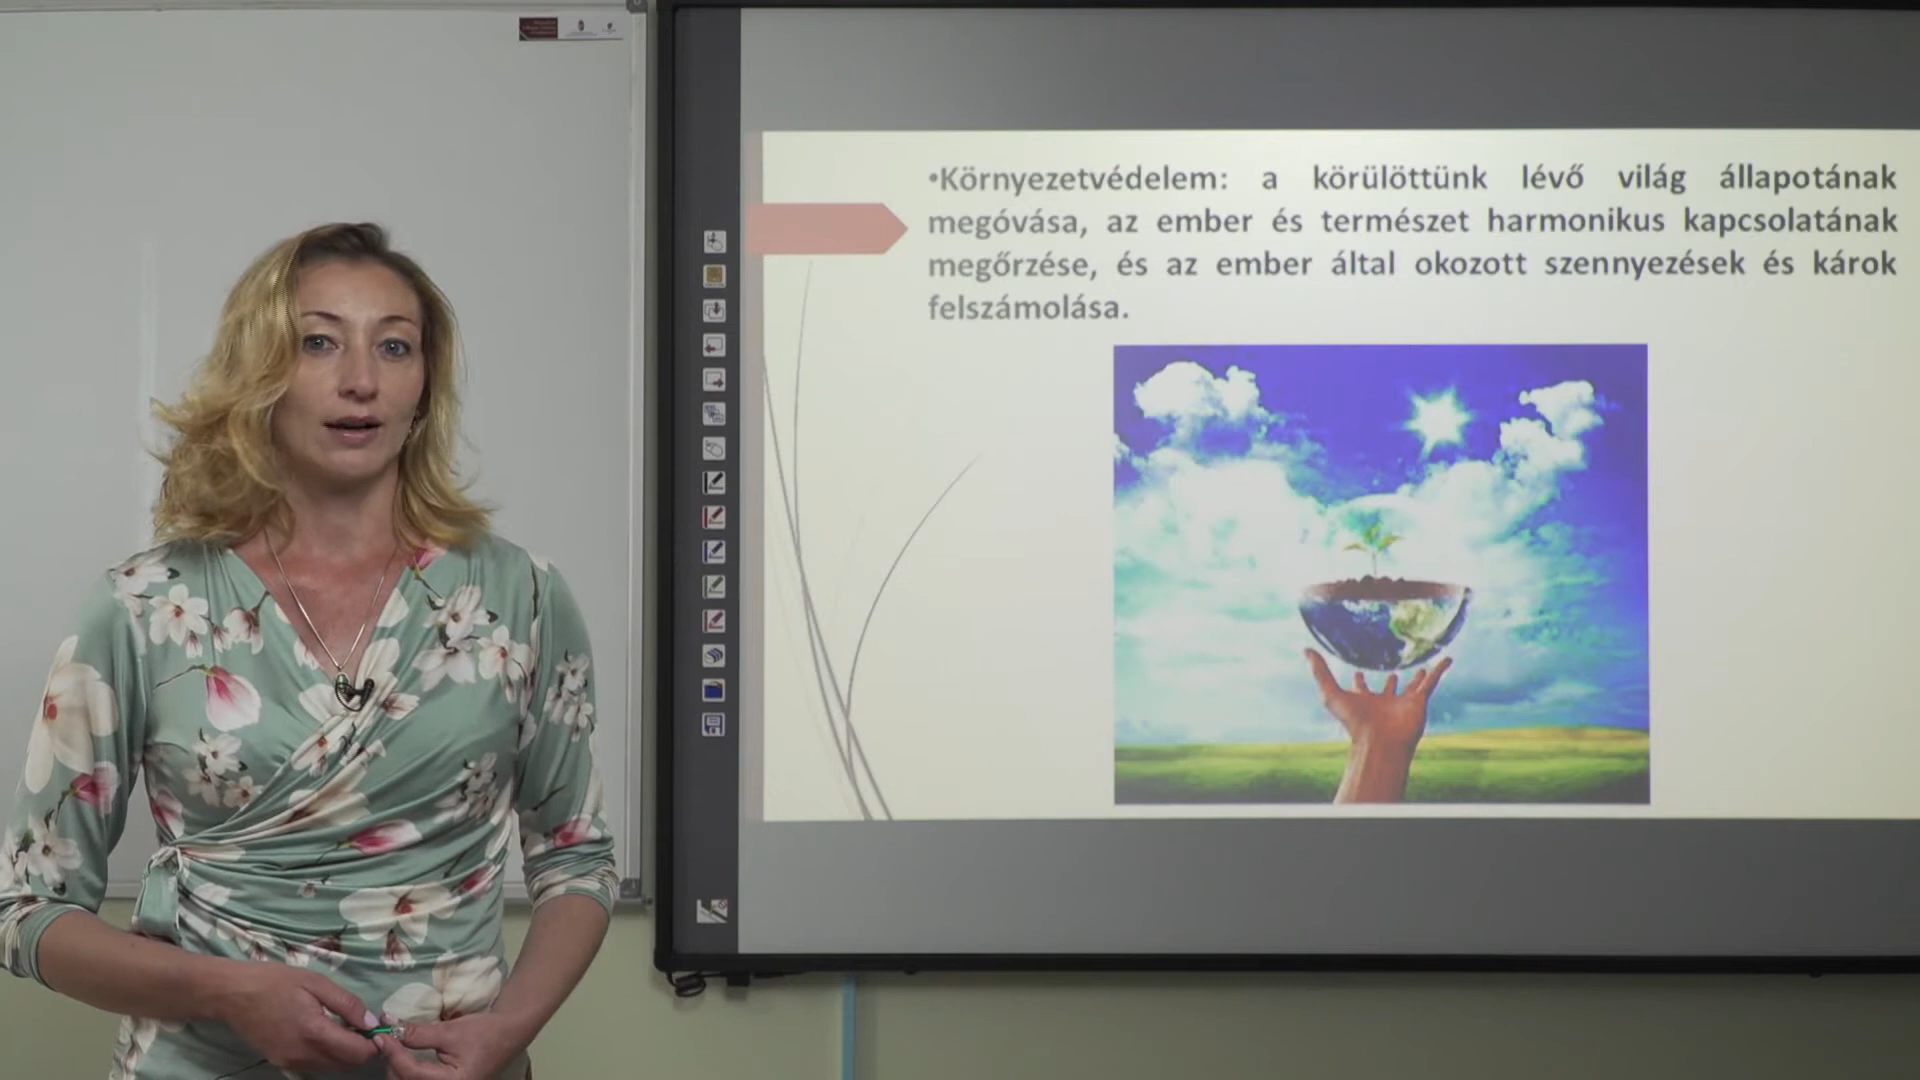 •Környezetvédelem: a körülöttünk lévő világ állapotának
megóvása, az ember és természet harmonikus kapcsolatának
megőrzése, és az ember által okozott szennyezések és károk
felszámolása.